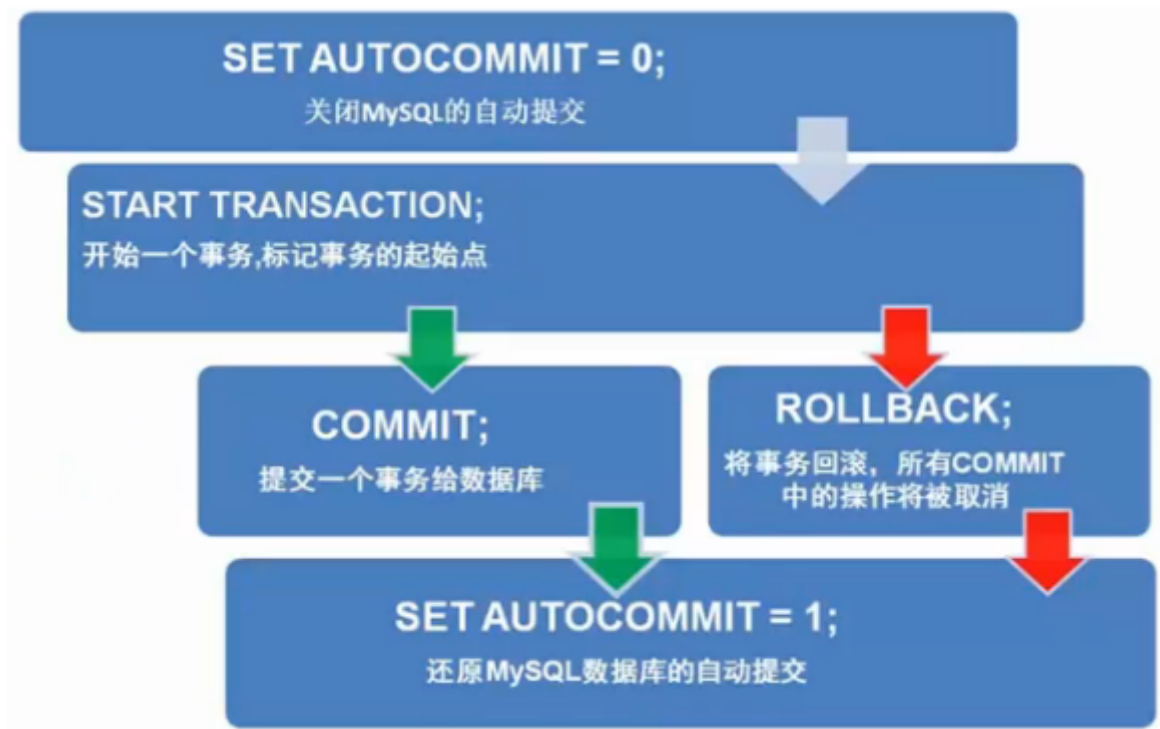 SET AUTOCOMMIT = 0;
关闭MySQL的自动提交
START TRANSACTION;
开始一个事务,标记事务的起始点
COMMIT;
提交一个事务给数据库
ROLLBACK;
将事务回滚，所有COMMIT
中的操作将被取消
SET AUTOCOMMIT = 1;
还原MySQL数据库的自动提交